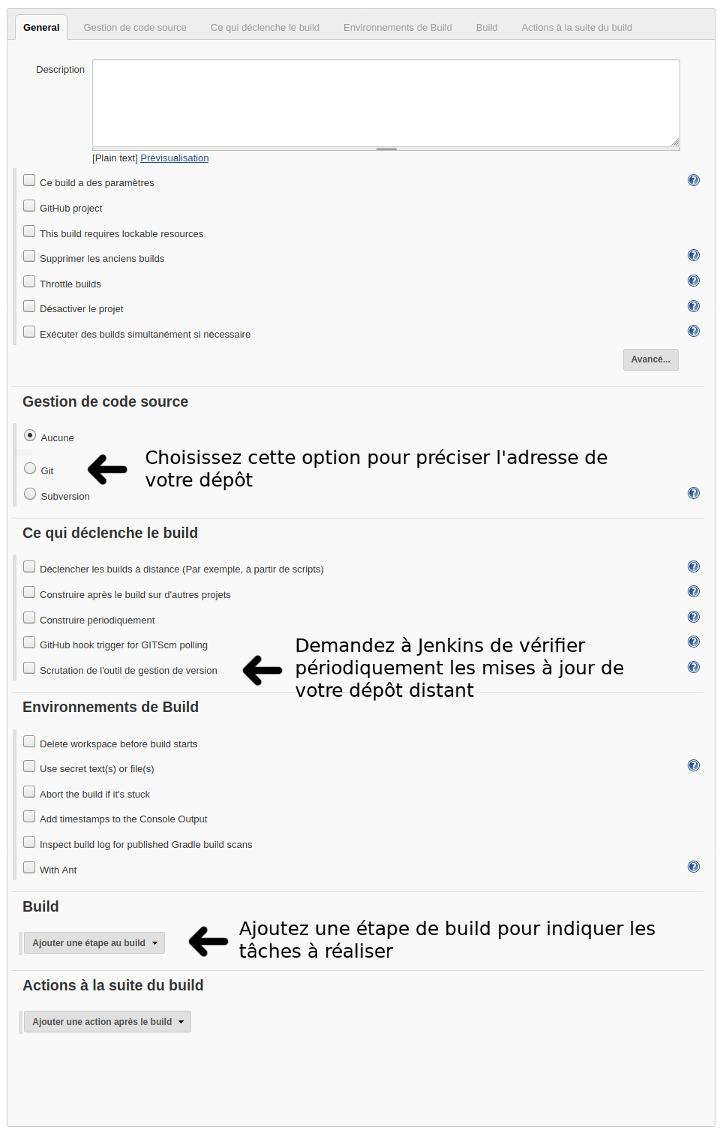 General Gestion de code source Ce qui déclenche le build Environnements de Build Build Actions à la suite du build
Description
[Plain text] Prévisualisation
Ce build a des paramètres
GitHub project
This build requires lockable resources
Supprimer les anciens builds
Throttle builds
Désactiver le projet
Exécuter des builds simultanément si nécessaire
Avancé...
Gestion de code source
Aucune
Git
Choisissez cette option pour préciser l'adresse de
votre dépôt
Subversion
Ce qui déclenche le build
Déclencher les builds à distance (Par exemple, à partir de scripts)
Construire après le build sur d'autres projets
Construire périodiquement
GitHub hook trigger for GITScm polling
Scrutation de l'outil de gestion de version
Demandez à Jenkins de vérifier
périodiquement les mises à jour de
votre dépôt distant
Environnements de Build
Delete workspace before build starts
Use secret text(s) or file(s)
Abort the build if it's stuck
Add timestamps to the Console Output
Inspect build log for published Gradle build scans
With Ant
Build
Ajouter une étape au build
Ajoutez une étape de build pour indiquer les
tâches à réaliser
Actions à la suite du build
Ajouter une action après le build